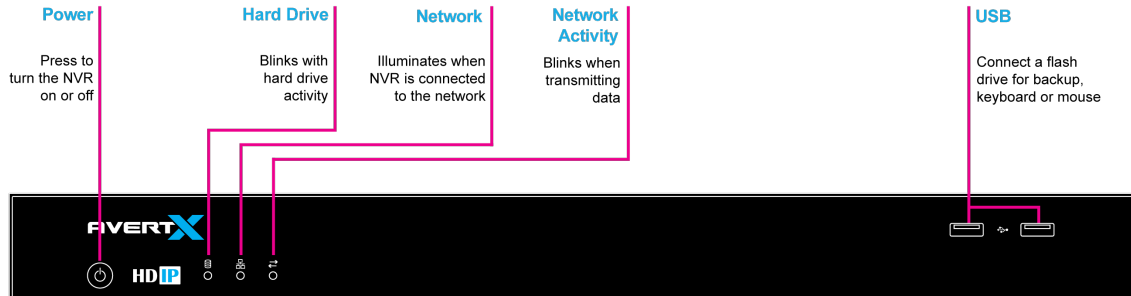 Power
Press to
turn the NVR
on or off
Hard Drive
Blinks with
hard drive
activity
Network
Illuminates when
NVR is connected
to the network
Network
Activity
Blinks when
transmitting
data
USB
Connect a flash
drive for backup,
keyboard or mouse
AVERTX
HD IP